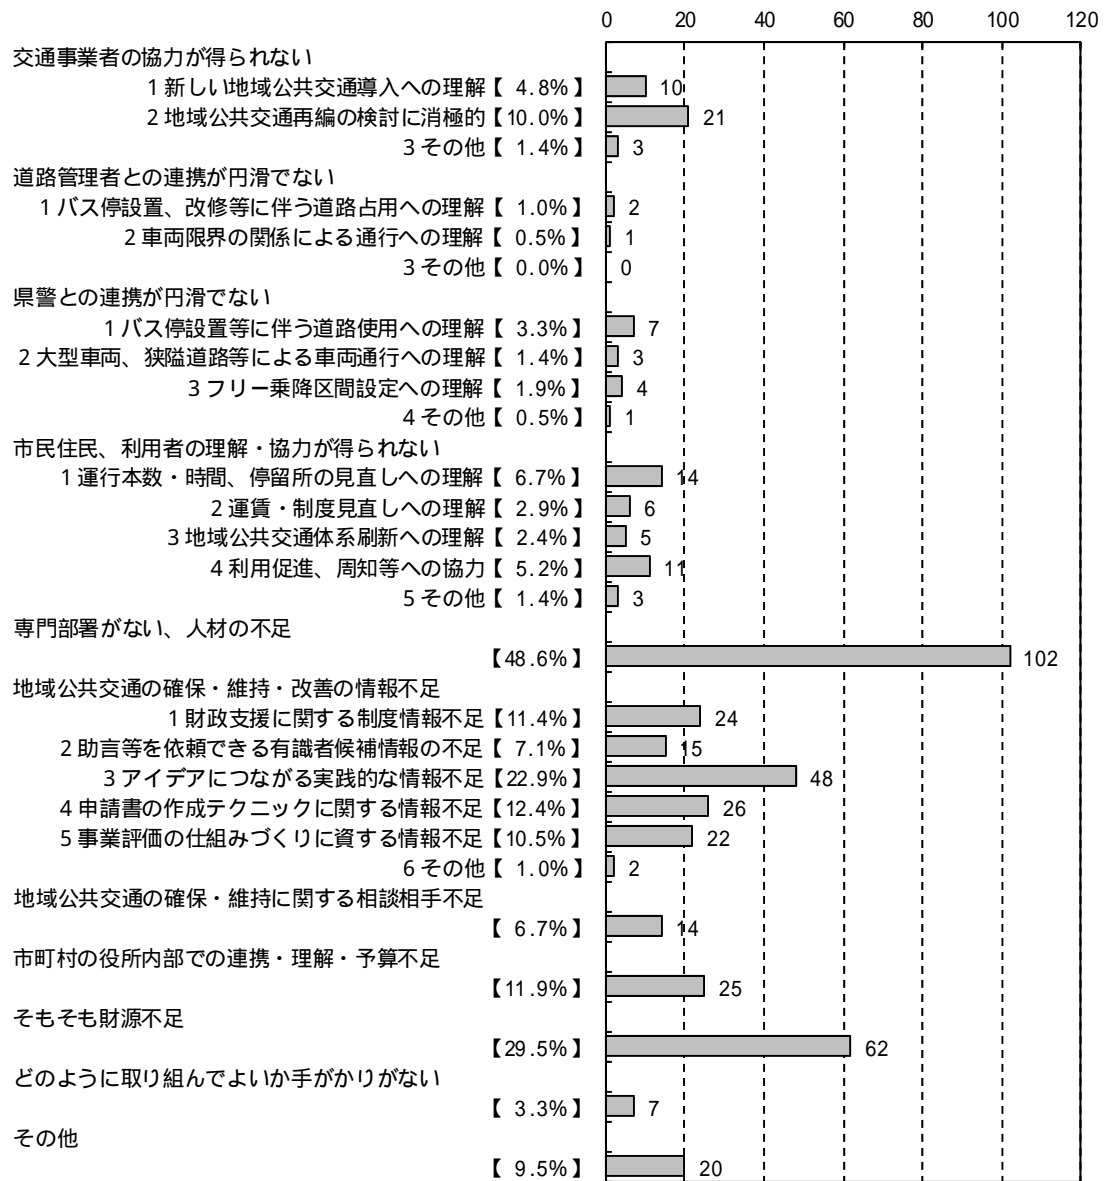 0 20 40 60 80 100 120
交通事業者の協力が得られない
1 新しい地域公共交通導入への理解【 4.8%】 10
2 地域公共交通再編の検討に消極的【10.0%】 21
3 その他【 1.4%】 3
道路管理者との連携が円滑でない
1 バス停設置、改修等に伴う道路占用への理解【 1.0%】 2
2 車両限界の関係による通行への理解【 0.5%】 1
3 その他【 0.0%】 0
県警との連携が円滑でない
1 バス停設置等に伴う道路使用への理解【 3.3%】 7
2 大型車両、狭隘道路等による車両通行への理解【 1.4%】 3
3 フリー乗降区間設定への理解【 1.9%】 4
4 その他【 0.5%】 1
市民住民、利用者の理解・協力が得られない
1 運行本数・時間、停留所の見直しへの理解【 6.7%】 14
2 運賃・制度見直しへの理解【 2.9%】 6
3 地域公共交通体系刷新への理解【 2.4%】 5
4 利用促進、周知等への協力【 5.2%】 11
5 その他【 1.4%】 3
専門部署がない、人材の不足
【48.6%】 102
地域公共交通の確保・維持・改善の情報不足
1 財政支援に関する制度情報不足【11.4%】 24
2 助言等を依頼できる有識者候補情報の不足【 7.1%】 15
3 アイデアにつながる実践的な情報不足【22.9%】 48
4 申請書の作成テクニックに関する情報不足【12.4%】 26
5 事業評価の仕組みづくりに資する情報不足【10.5%】 22
6 その他【 1.0%】 2
地域公共交通の確保・維持に関する相談相手不足
【 6.7%】 14
市町村の役所内部での連携・理解・予算不足
【11.9%】 25
そもそも財源不足
【29.5%】 62
どのように取り組んでよいか手がかりがない
【 3.3%】 7
その他
【 9.5%】 20